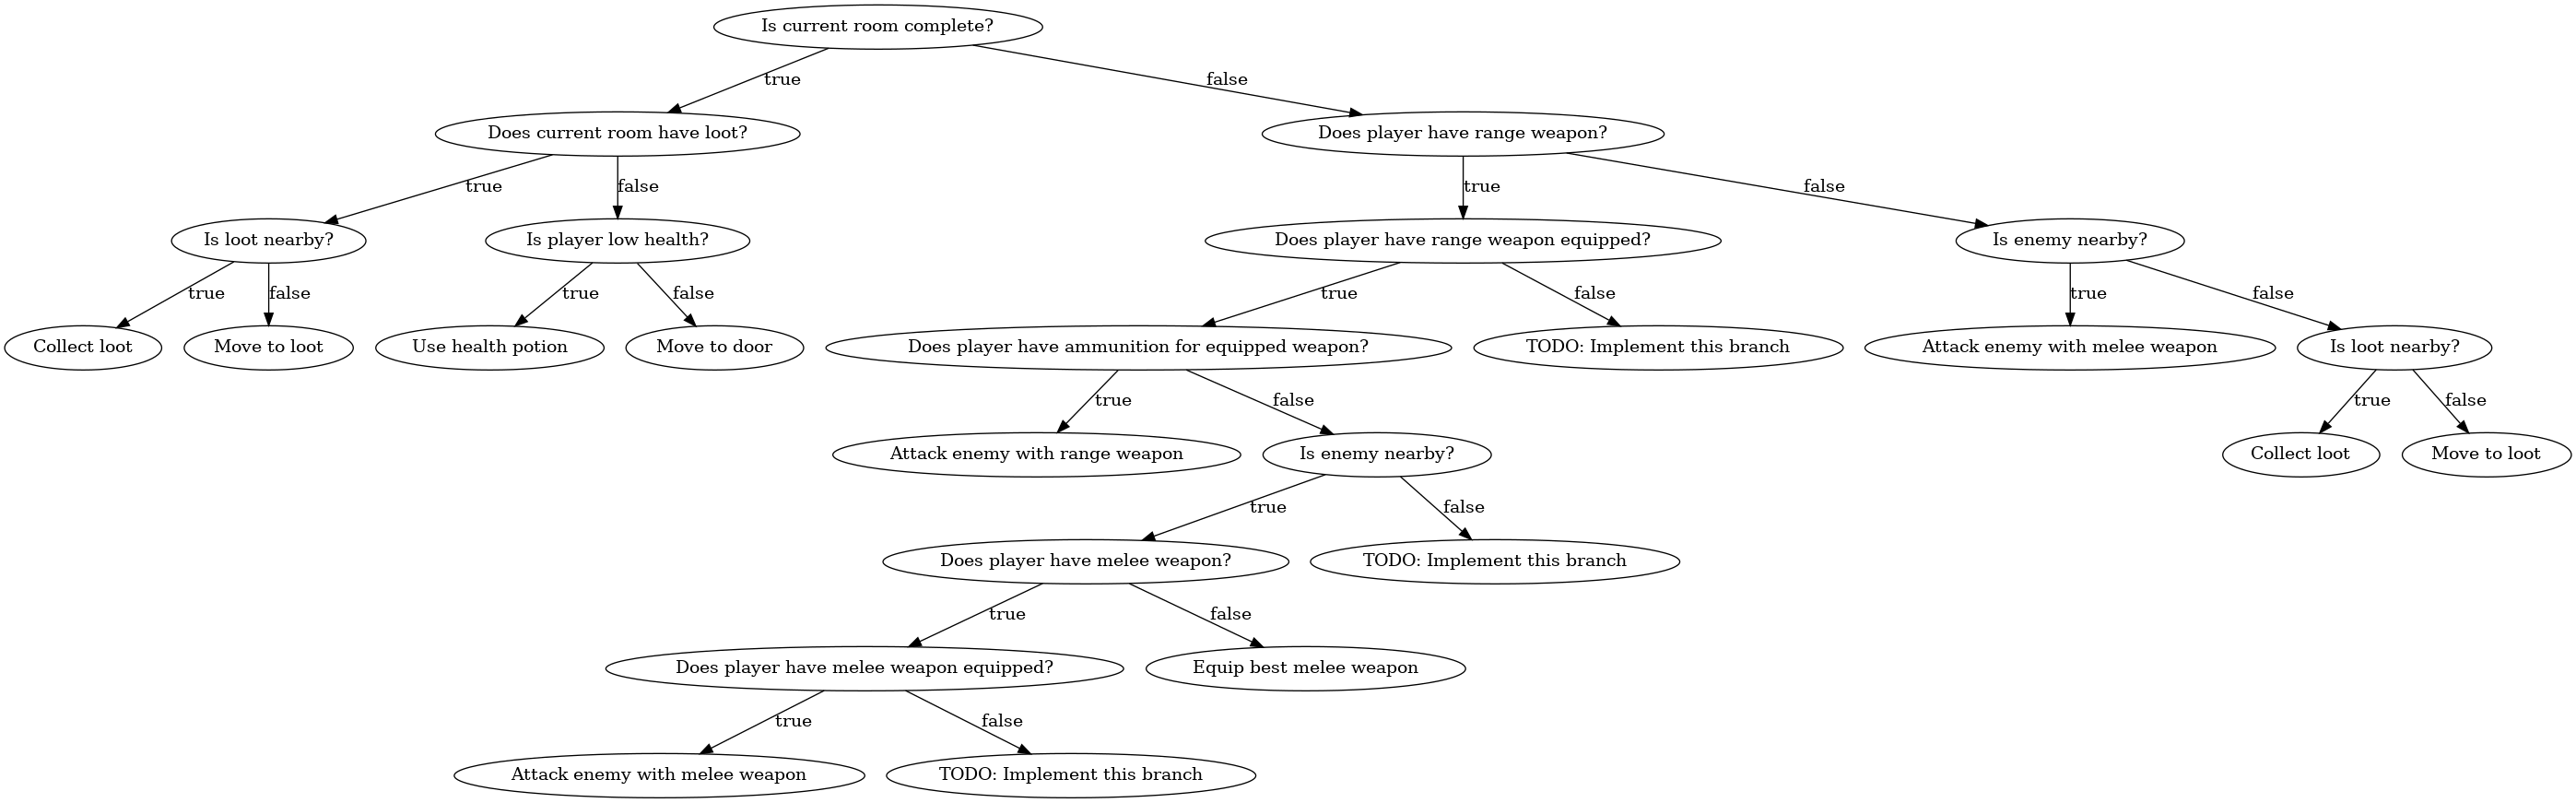 Is current room complete?
true
false
Does current room have loot?
Does player have range weapon?
true
false
true
false
Is loot nearby?
Is player low health?
Does player have range weapon equipped?
Is enemy nearby?
true
false
true
false
true
false
true
false
Collect loot
Move to loot
Use health potion
Move to door
Does player have ammunition for equipped weapon?
TODO: Implement this branch
Attack enemy with melee weapon
Is loot nearby?
true
false
true
false
Attack enemy with range weapon
Is enemy nearby?
Collect loot
Move to loot
true
false
Does player have melee weapon?
TODO: Implement this branch
true
false
Does player have melee weapon equipped?
Equip best melee weapon
true
false
Attack enemy with melee weapon
TODO: Implement this branch